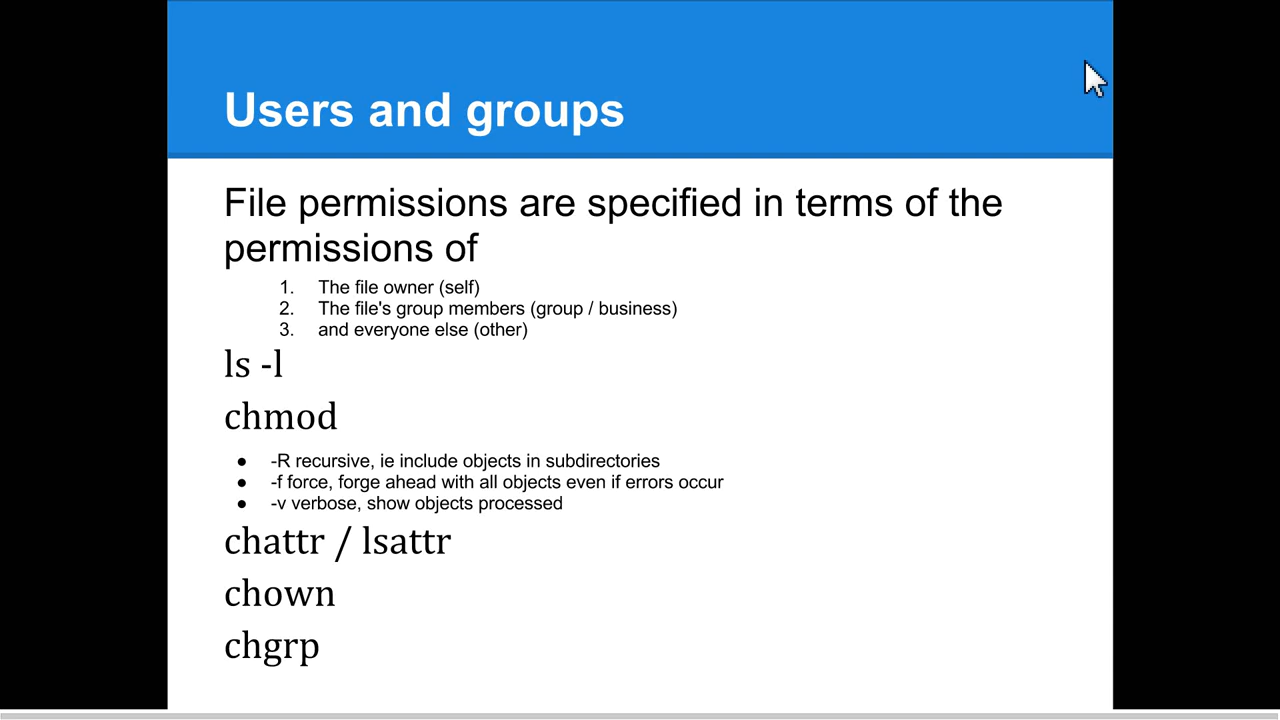 Users and groups
File permissions are specified in terms of the
permissions of
1. The file owner (self)
2. The file's group members (group / business)
3. and everyone else (other)
ls -l
chmod
● -R recursive, ie include objects in subdirectories
● -f force, forge ahead with all objects even if errors occur
● -v verbose, show objects processed
chattr / lsattr
chown
chgrp